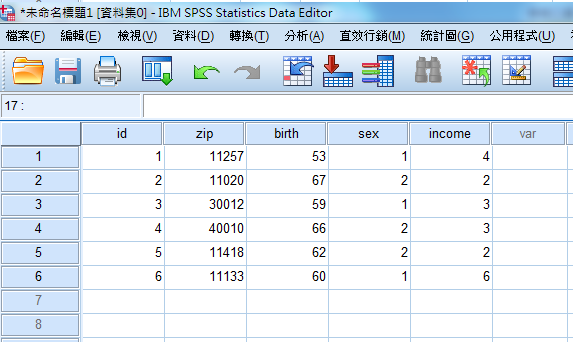 *未命名標題1 [資料集0] - IBM SPSS Statistics Data Editor
檔案(F) 編輯(E) 檢視(V) 資料(D) 轉換(T) 分析(A) 直效行銷(M) 統計圖(G) 公用程式(U)
17 :
id zip birth sex income var
1 1 11257 53 1 4
2 2 11020 67 2 2
3 3 30012 59 1 3
4 4 40010 66 2 3
5 5 11418 62 2 2
6 6 11133 60 1 6
7
8